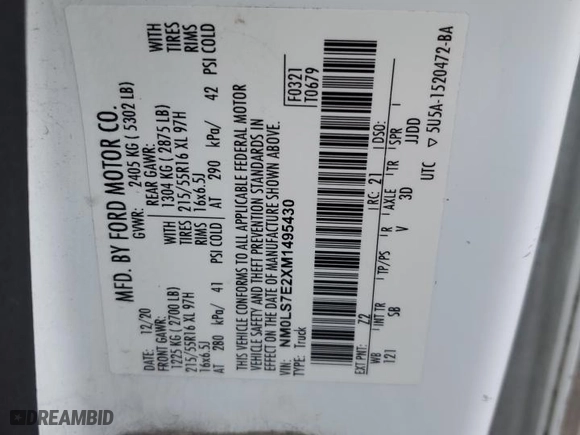 MFD. BY FORD MOTOR CO.
DATE: 12/20 GVWR: 2405 KG ( 5302 LB)
FRONT GAWR: REAR GAWR: WITH
1225 KG ( 2700 LB) 1304 KG ( 2875 LB) TIRES
215/55R16 XL 97H TIRES 215/55R16 XL 97H RIMS
16x6.5J RIMS 16x6.5J
AT 280 kPa/ 41 PSI COLD AT 290 kPa/ 42 PSI COLD
THIS VEHICLE CONFORMS TO ALL APPLICABLE FEDERAL MOTOR
VEHICLE SAFETY AND THEFT PREVENTION STANDARDS IN
EFFECT ON THE DATE OF MANUFACTURE SHOWN ABOVE.
VIN: NM0LS7E2XM1495430 F0321
TYPE: Truck T0679
EXT PNT: Z2 RC: 21 DSO:
WB INT TR TP/PS R AXLE TR SPR
121 SB V 3D JJDD
UTC ▽ 5U5A-1520472-BA
DREAMBID